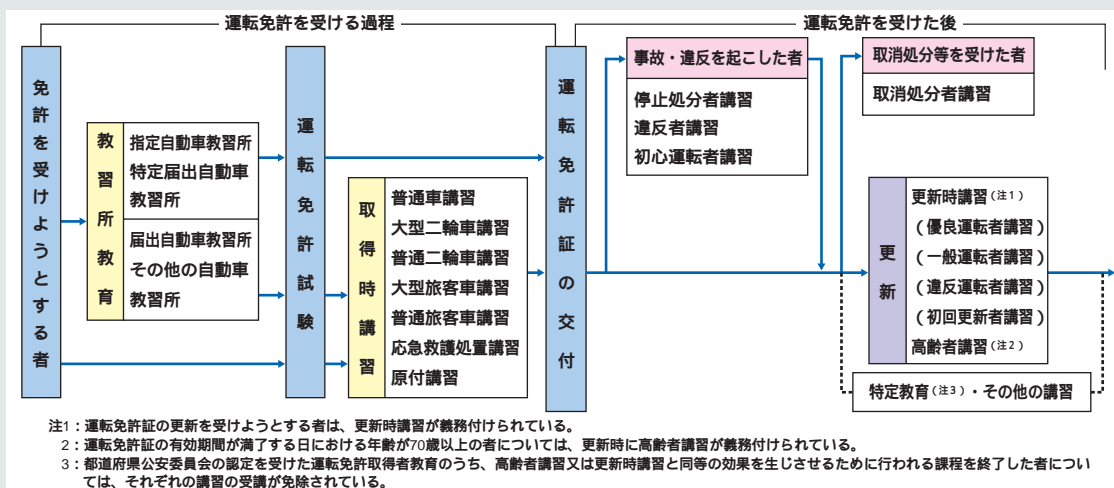 運転免許を受ける過程
運転免許を受けた後
免許を受けようとする者
教習所教育
指定自動車教習所
特定届出自動車
教習所
届出自動車教習所
その他の自動車
教習所
運転免許試験
取得時講習
普通車講習
大型二輪車講習
普通二輪車講習
大型旅客車講習
普通旅客車講習
応急救護処置講習
原付講習
運転免許証の交付
事故・違反を起こした者
停止処分者講習
違反者講習
初心運転者講習
取消処分等を受けた者
取消処分者講習
更新
更新時講習(注1)
(優良運転者講習)
(一般運転者講習)
(違反運転者講習)
(初回更新者講習)
高齢者講習(注2)
特定教育(注3)・その他の講習
注1:運転免許証の更新を受けようとする者は、更新時講習が義務付けられている。
2:運転免許証の有効期間が満了する日における年齢が70歳以上の者については、更新時に高齢者講習が義務付けられている。
3:都道府県公安委員会の認定を受けた運転免許取得者教育のうち、高齢者講習又は更新時講習と同等の効果を生じさせるために行われる課程を終了した者につい
ては、それぞれの講習の受講が免除されている。